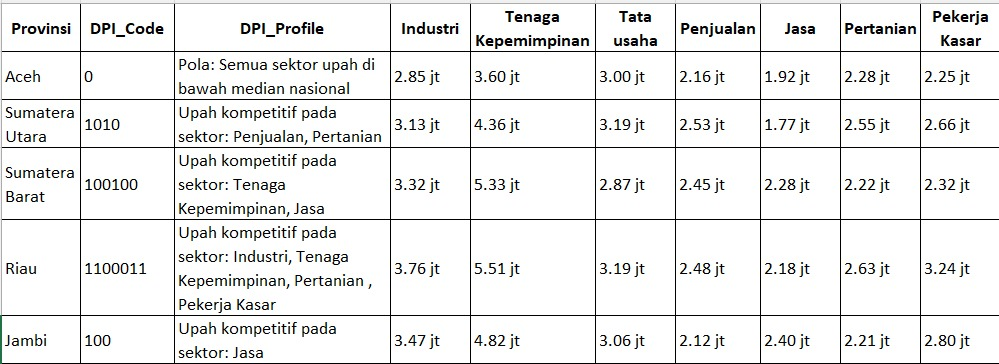 Provinsi DPI_Code DPI_Profile Industri Tenaga Kepemimpinan Tata usaha Penjualan Jasa Pertanian Pekerja Kasar
Aceh 0 Pola: Semua sektor upah di bawah median nasional 2.85 jt 3.60 jt 3.00 jt 2.16 jt 1.92 jt 2.28 jt 2.25 jt
Sumatera Utara 1010 Upah kompetitif pada sektor: Penjualan, Pertanian 3.13 jt 4.36 jt 3.19 jt 2.53 jt 1.77 jt 2.55 jt 2.66 jt
Sumatera Barat 100100 Upah kompetitif pada sektor: Tenaga Kepemimpinan, Jasa 3.32 jt 5.33 jt 2.87 jt 2.45 jt 2.28 jt 2.22 jt 2.32 jt
Riau 1100011 Upah kompetitif pada sektor: Industri, Tenaga Kepemimpinan, Pertanian , Pekerja Kasar 3.76 jt 5.51 jt 3.19 jt 2.48 jt 2.18 jt 2.63 jt 3.24 jt
Jambi 100 Upah kompetitif pada sektor: Jasa 3.47 jt 4.82 jt 3.06 jt 2.12 jt 2.40 jt 2.21 jt 2.80 jt